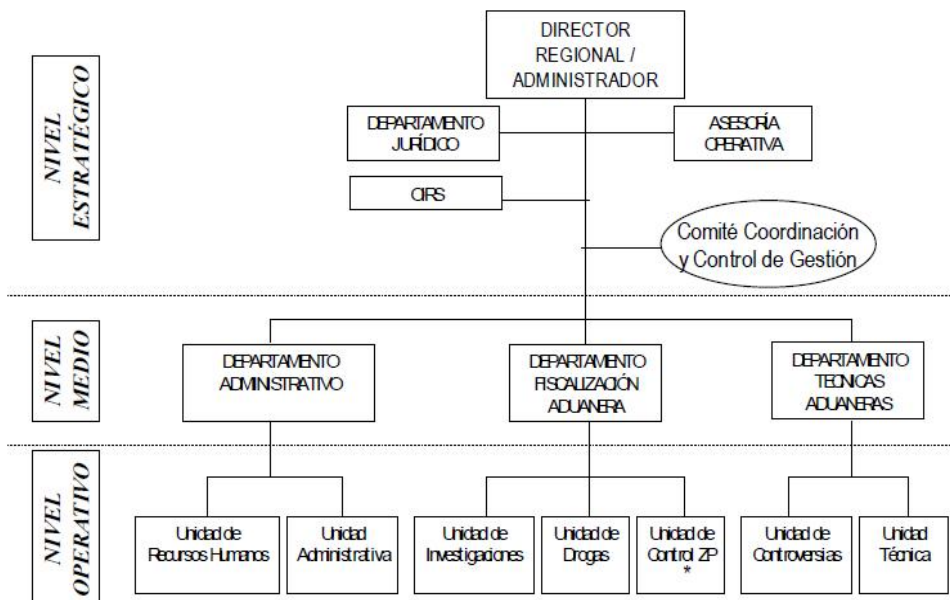 NIVEL
ESTRATÉGICO
DIRECTOR
REGIONAL /
ADMINISTRADOR
DEPARTAMENTO
JURÍDICO
ASESORÍA
OPERATIVA
OIRS
Comité Coordinación
y Control de Gestión
NIVEL
MEDIO
DEPARTAMENTO
ADMINISTRATIVO
DEPARTAMENTO
FISCALIZACIÓN
ADUANERA
DEPARTAMENTO
TECNICAS
ADUANERAS
NIVEL
OPERATIVO
Unidad de
Recursos Humanos
Unidad
Administrativa
Unidad de
Investigaciones
Unidad de
Drogas
Unidad de
Control ZP
*
Unidad de
Controversias
Unidad
Técnica